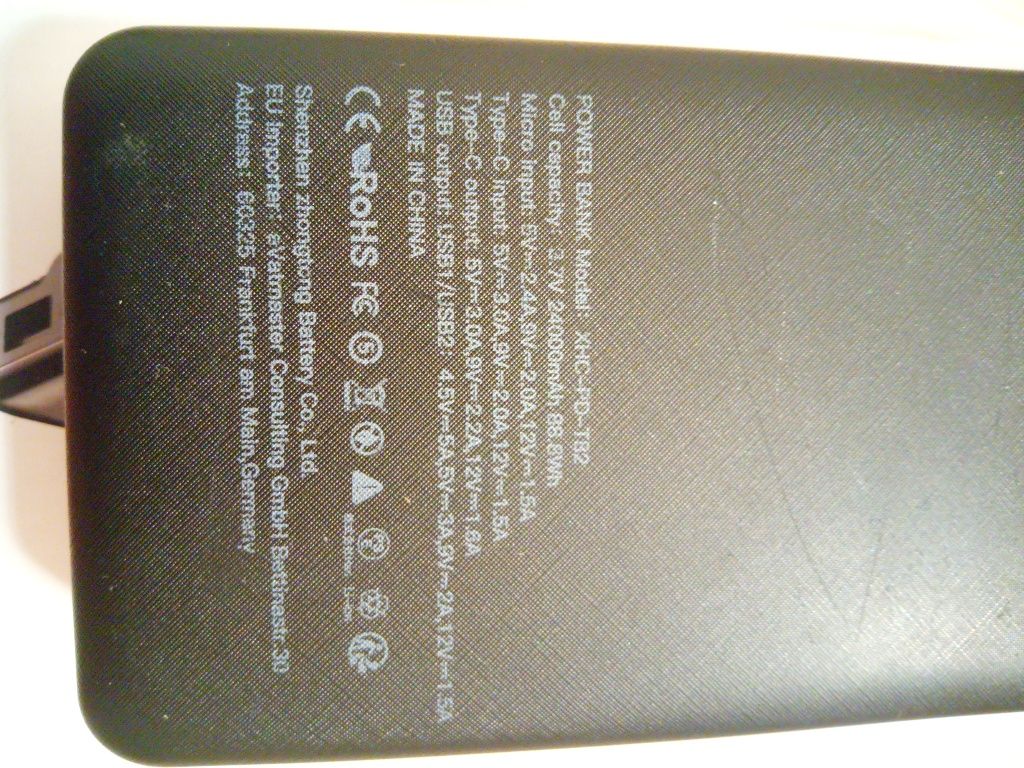 POWER BANK Model: XHC-PD-T92
Cell capacity: 3.7V 24000mAh 88.8Wh
Micro Input: 5V⎓2.4A,9V⎓2.0A,12V⎓1.5A
Type-C Input: 5V⎓3.0A,9V⎓2.0A,12V⎓1.5A
Type-C output: 5V⎓3.0A,9V⎓2.2A,12V⎓1.6A
USB output: USB1/USB2: 4.5V⎓5A,5V⎓3A,9V⎓2A,12V⎓1.5A
MADE IN CHINA
CE RoHS FC
Shenzhen zhongtong Battery Co., Ltd.
EU Importer: eVatmaster Consulting GmbH Bettinastr.30
Address: 60325 Frankfurt am Main,Germany